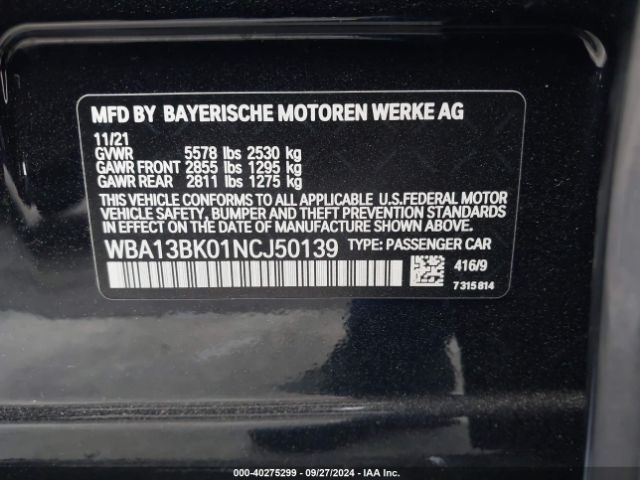 MFD BY BAYERISCHE MOTOREN WERKE AG
11/21
GVWR 5578 lbs 2530 kg
GAWR FRONT 2855 lbs 1295 kg
GAWR REAR 2811 lbs 1275 kg
THIS VEHICLE CONFORMS TO ALL APPLICABLE U.S.FEDERAL MOTOR
VEHICLE SAFETY, BUMPER AND THEFT PREVENTION STANDARDS
IN EFFECT ON THE DATE OF MANUFACTURE SHOWN ABOVE.
WBA13BK01NCJ50139 TYPE: PASSENGER CAR
416/9
7315814
000-40275299 - 09/27/2024 - IAA Inc.